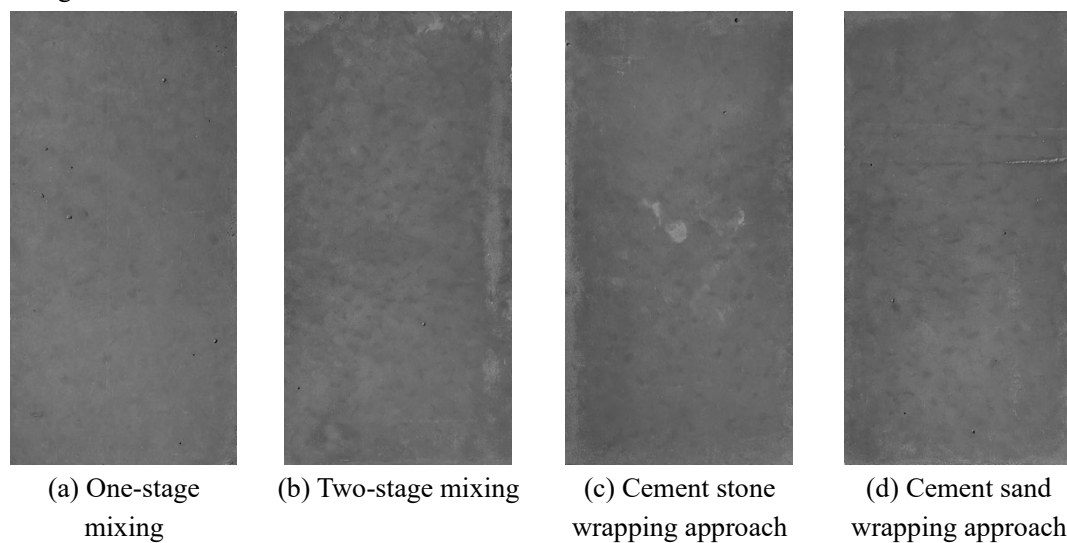 (a) One-stage
mixing
(b) Two-stage mixing
(c) Cement stone
wrapping approach
(d) Cement sand
wrapping approach